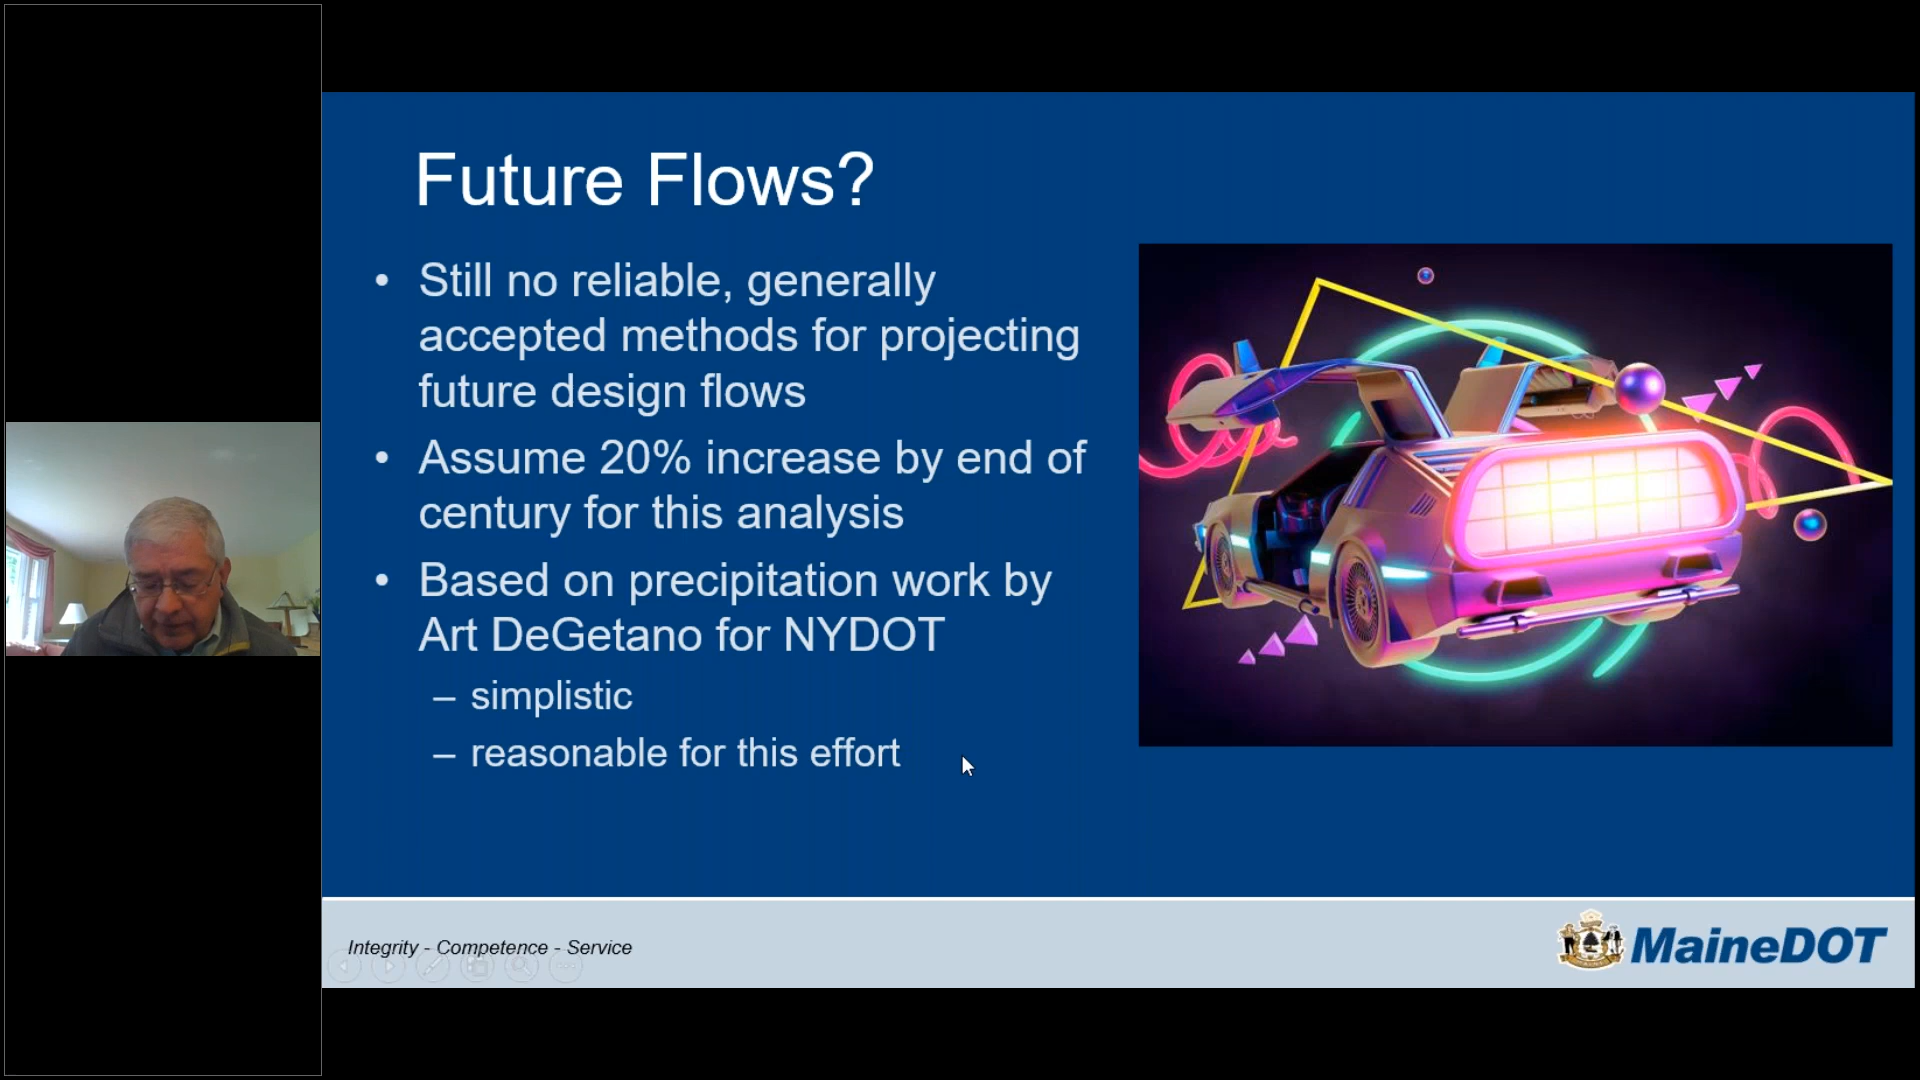 Future Flows?
• Still no reliable, generally
accepted methods for projecting
future design flows
• Assume 20% increase by end of
century for this analysis
• Based on precipitation work by
Art DeGetano for NYDOT
– simplistic
– reasonable for this effort
Integrity - Competence - Service
MaineDOT